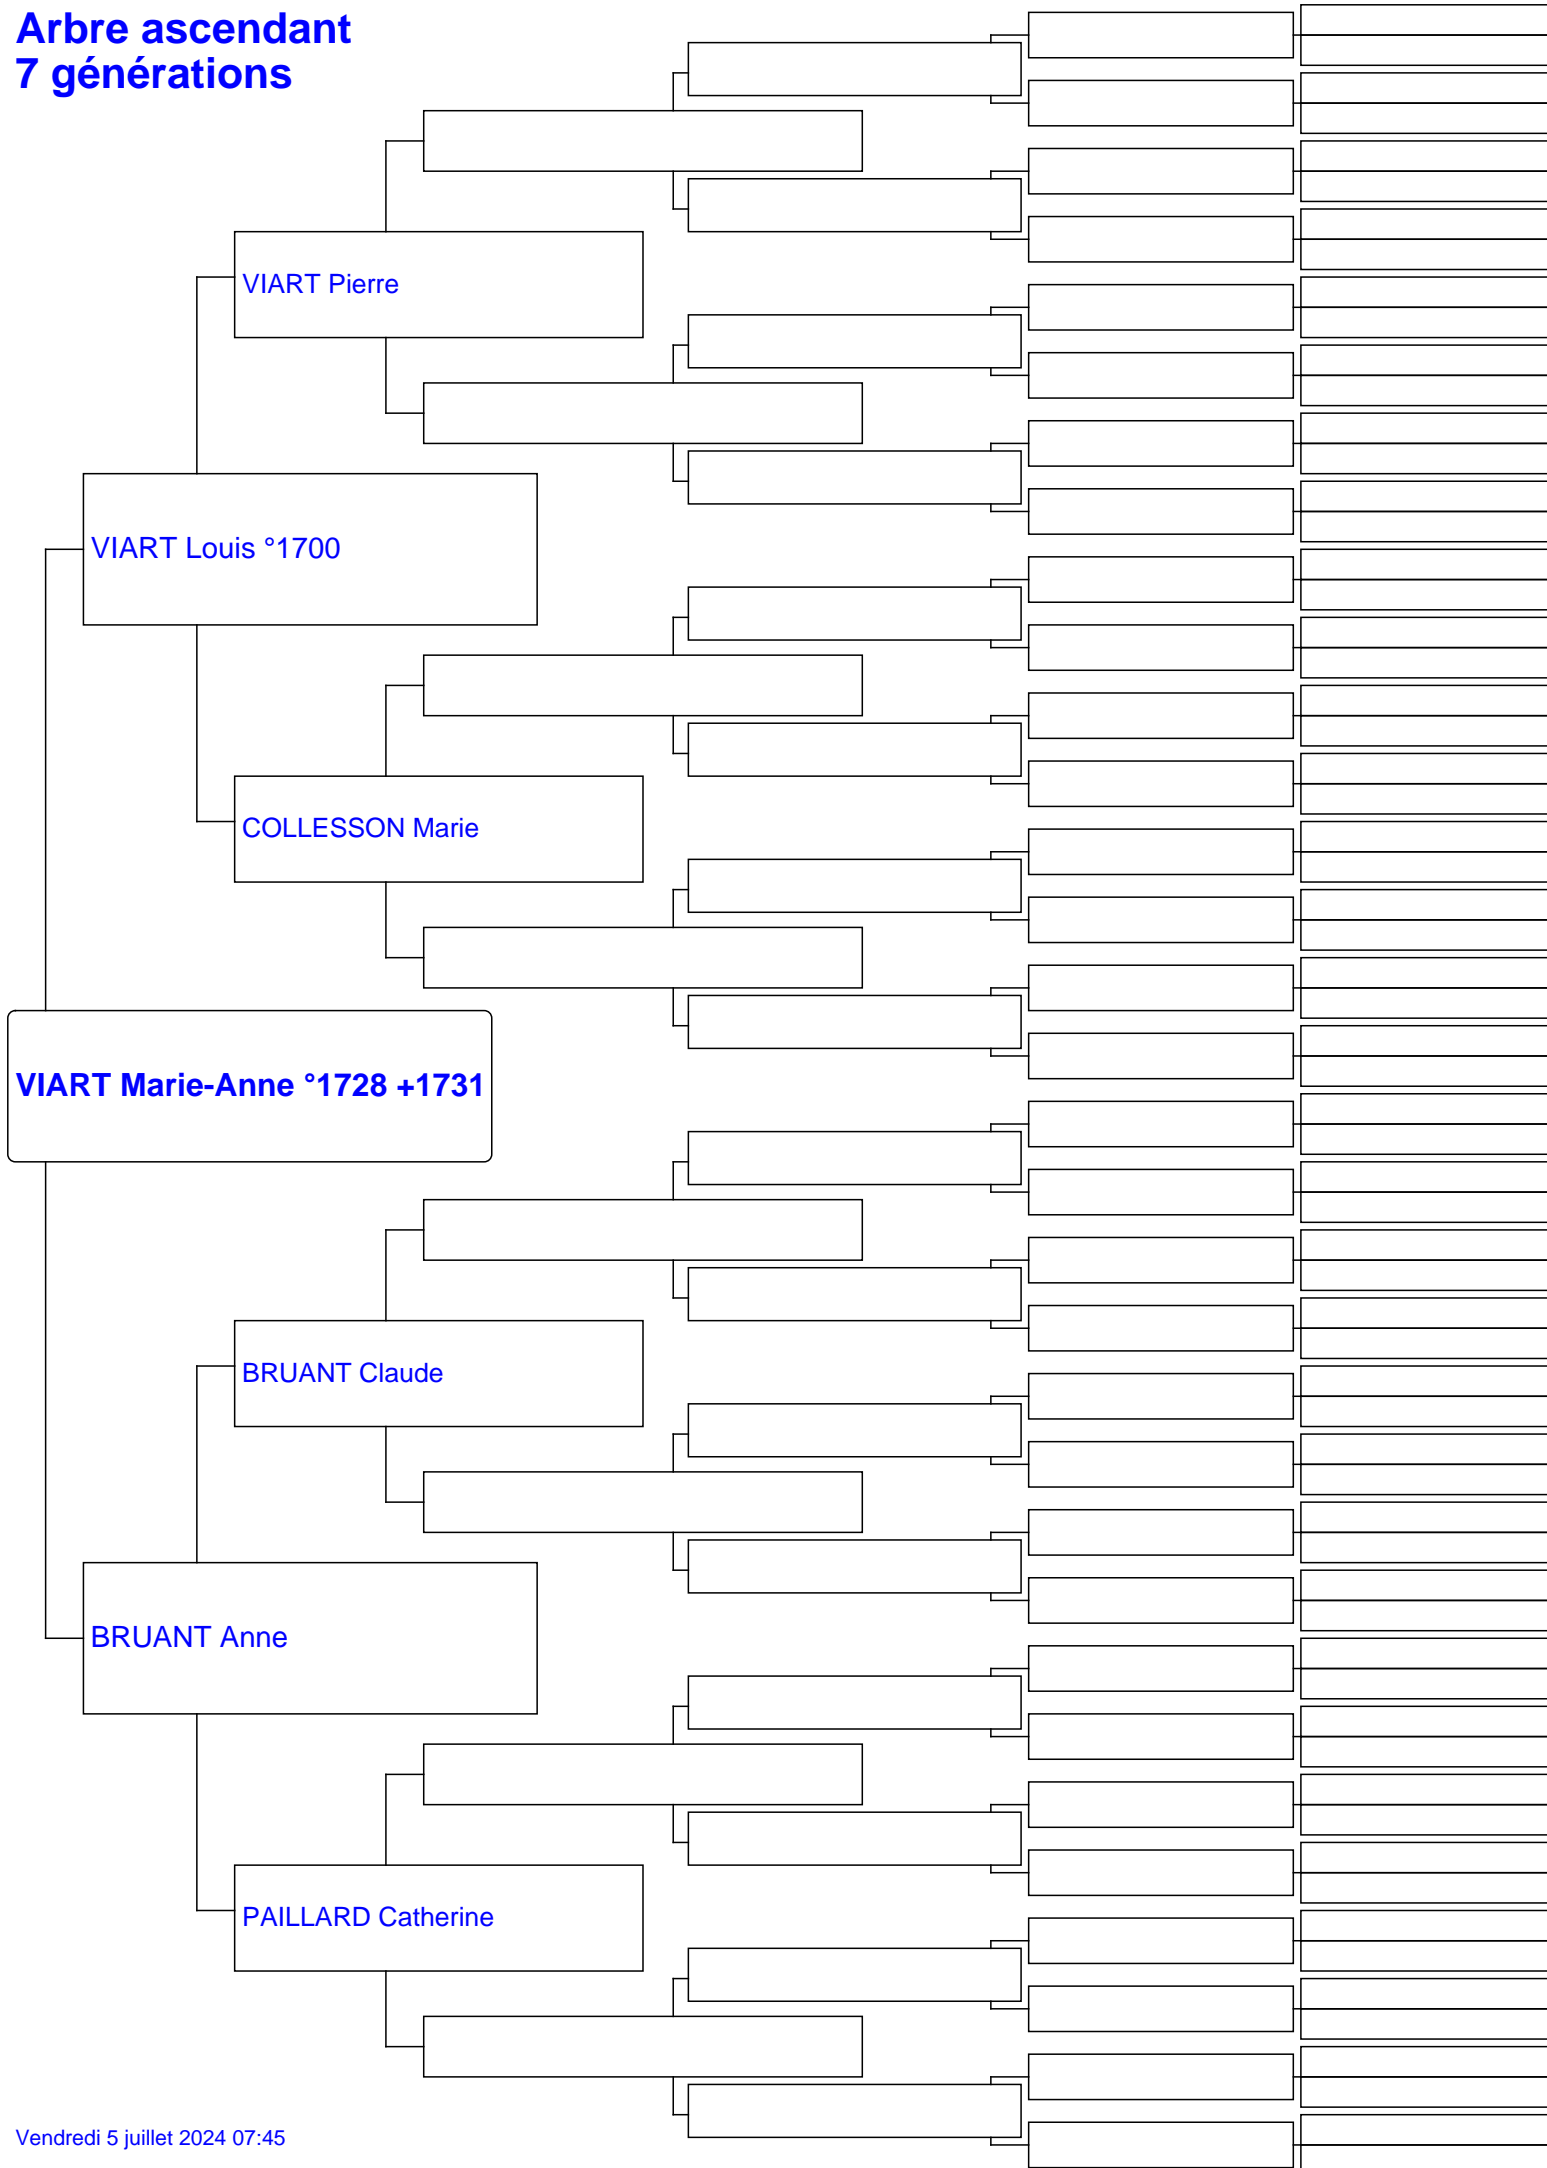 Arbre ascendant
7 générations
VIART Pierre
VIART Louis °1700
COLLESSON Marie
VIART Marie-Anne °1728 +1731
BRUANT Claude
BRUANT Anne
PAILLARD Catherine
Vendredi 5 juillet 2024 07:45